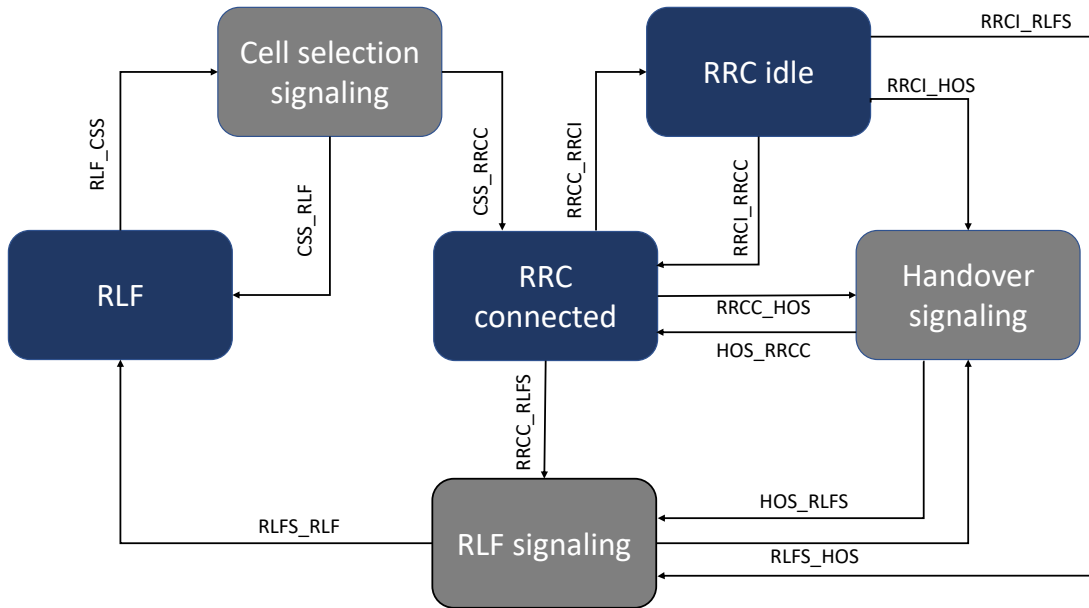 RRCI_RLFS
Cell selection
signaling
RRC idle
RRCI_HOS
RLF_CSS
CSS_RLF
CSS_RRCC
RRCC_RRCI
RRCI_RRCC
RLF
RRC
connected
Handover
signaling
RRCC_HOS
HOS_RRCC
RRCC_RLFS
HOS_RLFS
RLFS_RLF
RLF signaling
RLFS_HOS